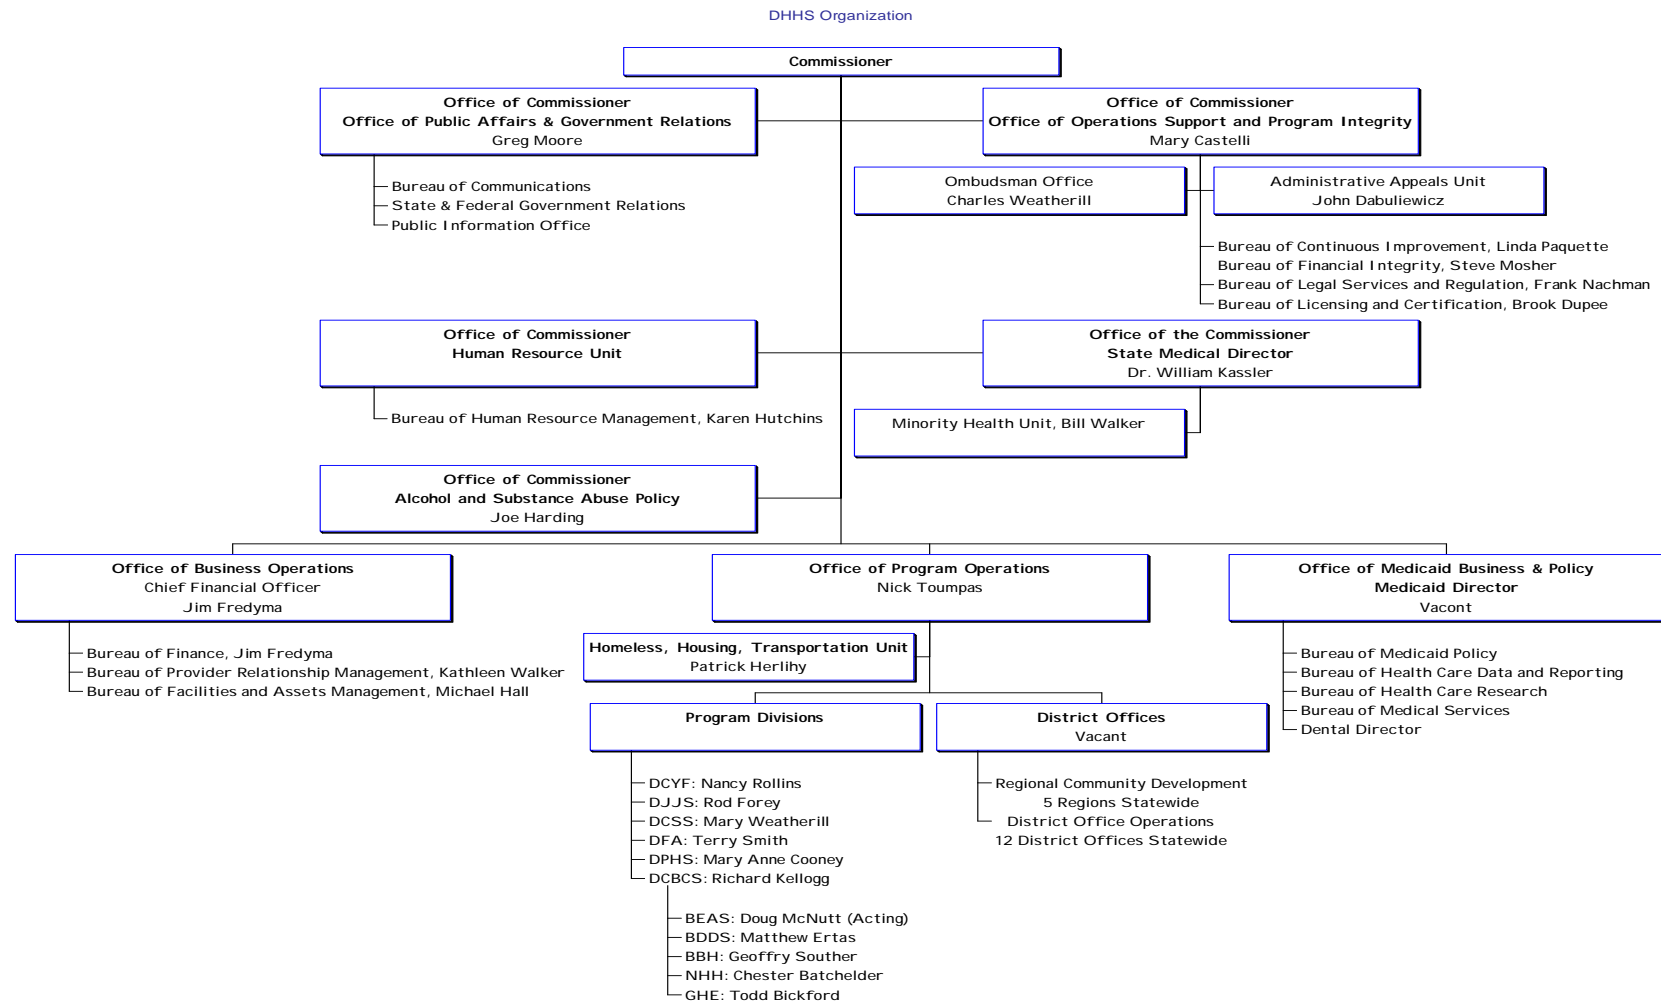 DHHS Organization
Commissioner
Office of Commissioner
Office of Public Affairs & Government Relations
Greg Moore
Bureau of Communications
State & Federal Government Relations
Public Information Office
Office of Commissioner
Office of Operations Support and Program Integrity
Mary Castelli
Ombudsman Office
Charles Weatherill
Administrative Appeals Unit
John Dabuliewicz
Bureau of Continuous Improvement, Linda Paquette
Bureau of Financial Integrity, Steve Mosher
Bureau of Legal Services and Regulation, Frank Nachman
Bureau of Licensing and Certification, Brook Dupee
Office of Commissioner
Human Resource Unit
Bureau of Human Resource Management, Karen Hutchins
Office of the Commissioner
State Medical Director
Dr. William Kassler
Minority Health Unit, Bill Walker
Office of Commissioner
Alcohol and Substance Abuse Policy
Joe Harding
Office of Business Operations
Chief Financial Officer
Jim Fredyma
Bureau of Finance, Jim Fredyma
Bureau of Provider Relationship Management, Kathleen Walker
Bureau of Facilities and Assets Management, Michael Hall
Office of Program Operations
Nick Toumpas
Homeless, Housing, Transportation Unit
Patrick Herlihy
Program Divisions
DCYF: Nancy Rollins
DJJS: Rod Forey
DCSS: Mary Weatherill
DFA: Terry Smith
DPHS: Mary Anne Cooney
DCBCS: Richard Kellogg
BEAS: Doug McNutt (Acting)
BDDS: Matthew Ertas
BBH: Geoffry Souther
NHH: Chester Batchelder
GHE: Todd Bickford
District Offices
Vacant
Regional Community Development
5 Regions Statewide
District Office Operations
12 District Offices Statewide
Office of Medicaid Business & Policy
Medicaid Director
Vacont
Bureau of Medicaid Policy
Bureau of Health Care Data and Reporting
Bureau of Health Care Research
Bureau of Medical Services
Dental Director